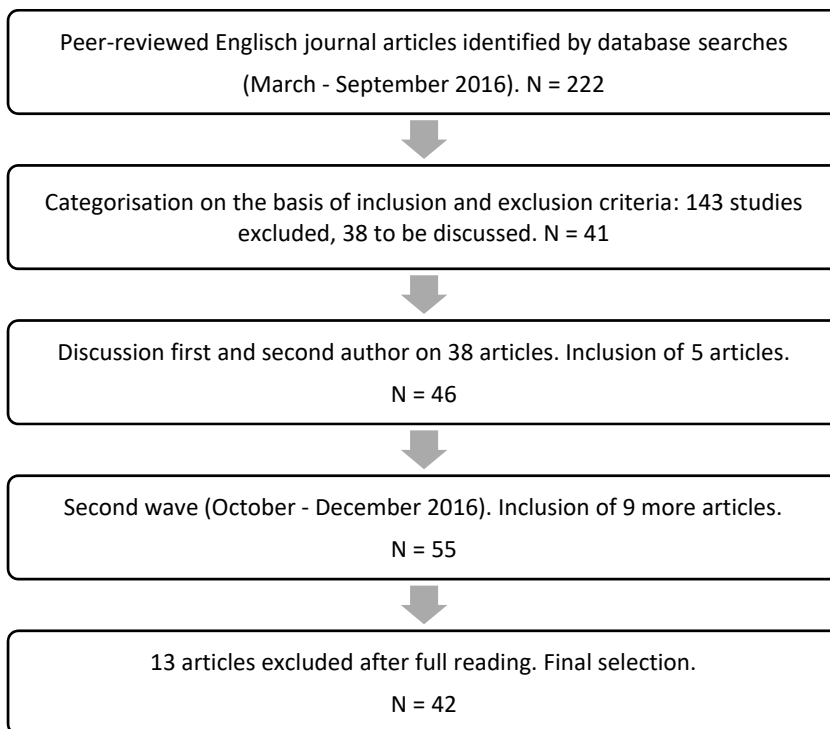 Peer-reviewed Englisch journal articles identified by database searches
(March - September 2016). N = 222
Categorisation on the basis of inclusion and exclusion criteria: 143 studies
excluded, 38 to be discussed. N = 41
Discussion first and second author on 38 articles. Inclusion of 5 articles.
N = 46
Second wave (October - December 2016). Inclusion of 9 more articles.
N = 55
13 articles excluded after full reading. Final selection.
N = 42